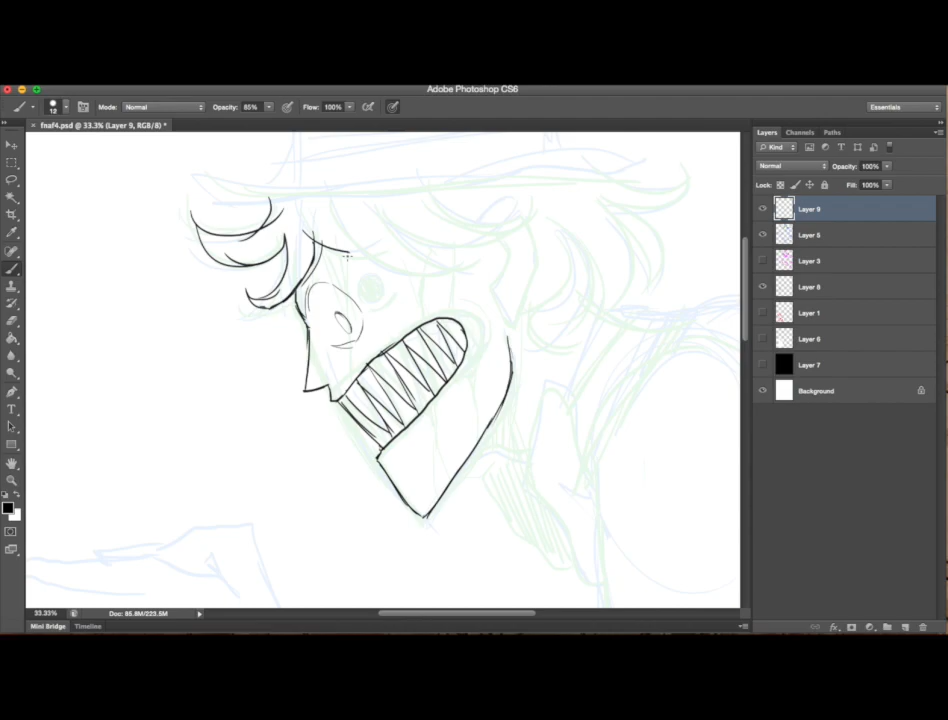 Adobe Photoshop CS6
12 Mode: Normal Opacity: 85% Flow: 100% Essentials
× fnaf4.psd @ 33.3% (Layer 9, RGB/8) *
Layers Channels Paths
Kind
Normal Opacity: 100%
Lock: Fill: 100%
Layer 9
Layer 5
Layer 3
Layer 8
Layer 1
Layer 6
Layer 7
Background
33.33% Doc: 85.8M/223.5M
Mini Bridge Timeline